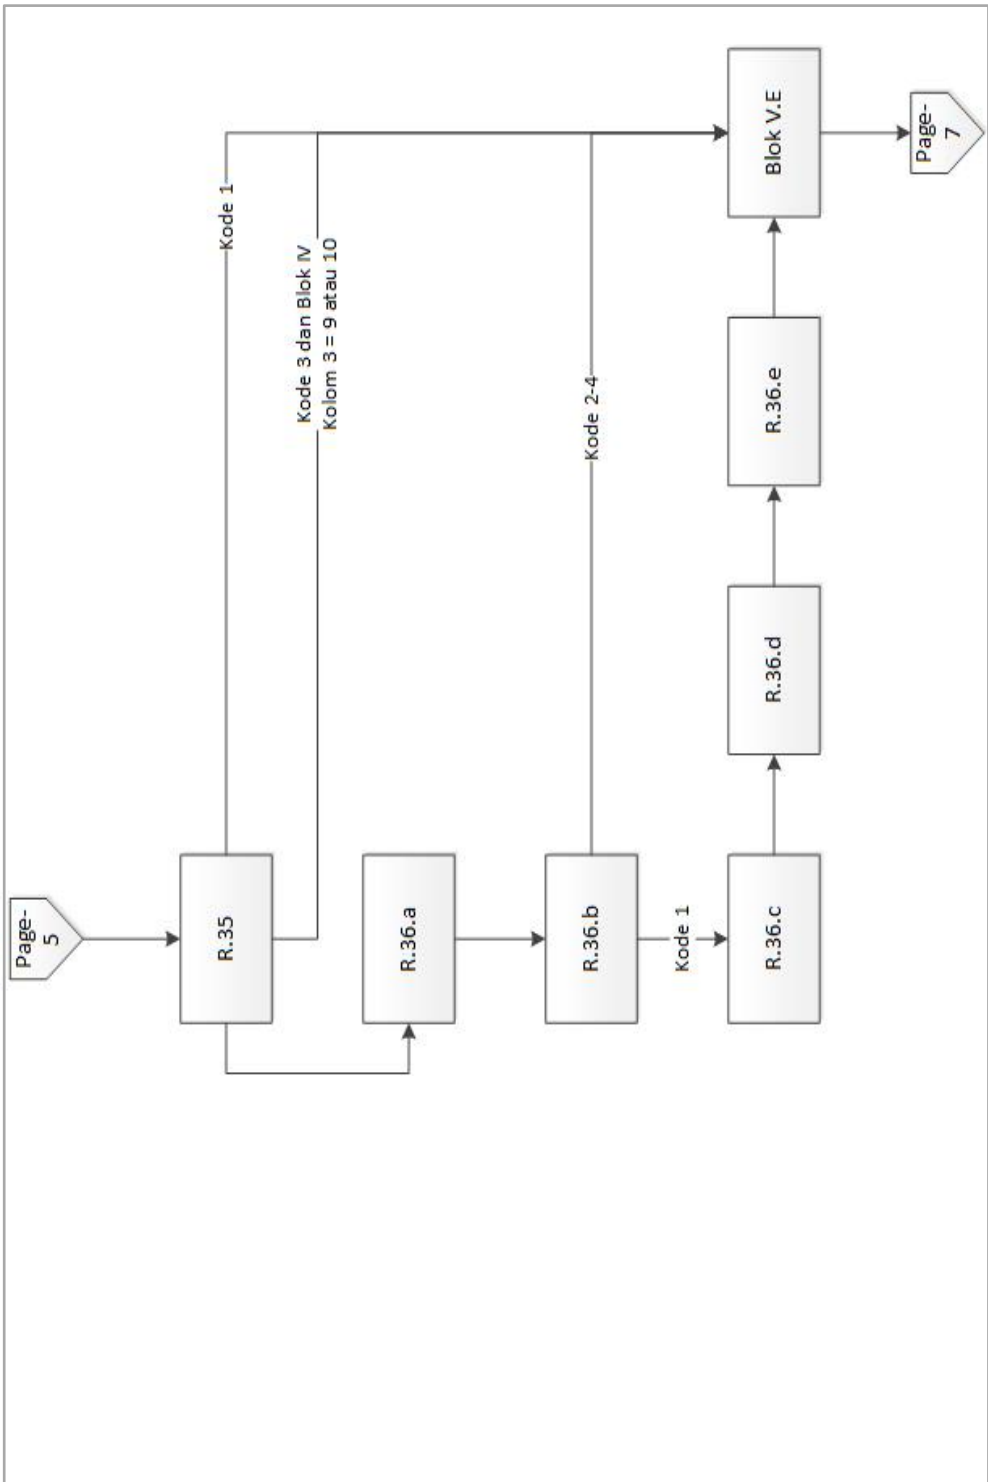 Page-
5
R.35
Kode 1
Kode 3 dan Blok IV
Kolom 3 = 9 atau 10
R.36.a
R.36.b
Kode 2-4
Kode 1
R.36.c
R.36.d
R.36.e
Blok V.E
Page-
7